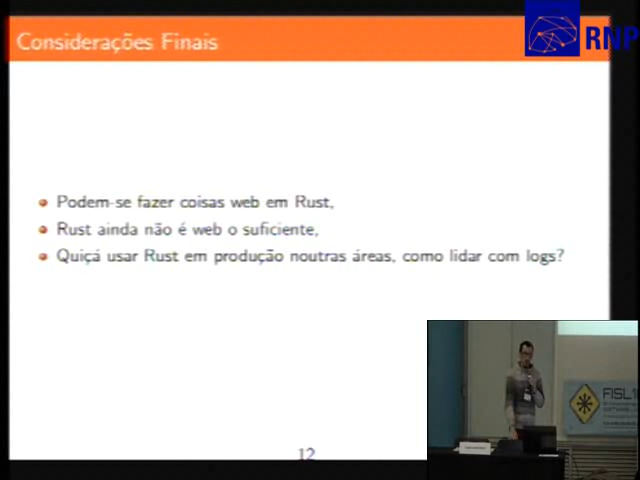 Considerações Finais
RNP
Podem-se fazer coisas web em Rust,
Rust ainda não é web o suficiente,
Quiçá usar Rust em produção noutras áreas, como lidar com logs?
12